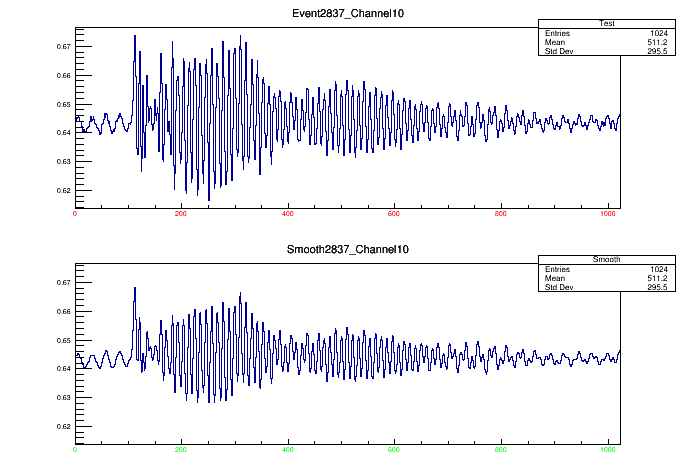 Event2837_Channel10
Test
Entries 1024
Mean 511.2
Std Dev 295.5
0.67
0.66
0.65
0.64
0.63
0.62
0 200 400 600 800 1000
Smooth2837_Channel10
Smooth
Entries 1024
Mean 511.2
Std Dev 295.5
0.67
0.66
0.65
0.64
0.63
0.62
0 200 400 600 800 1000